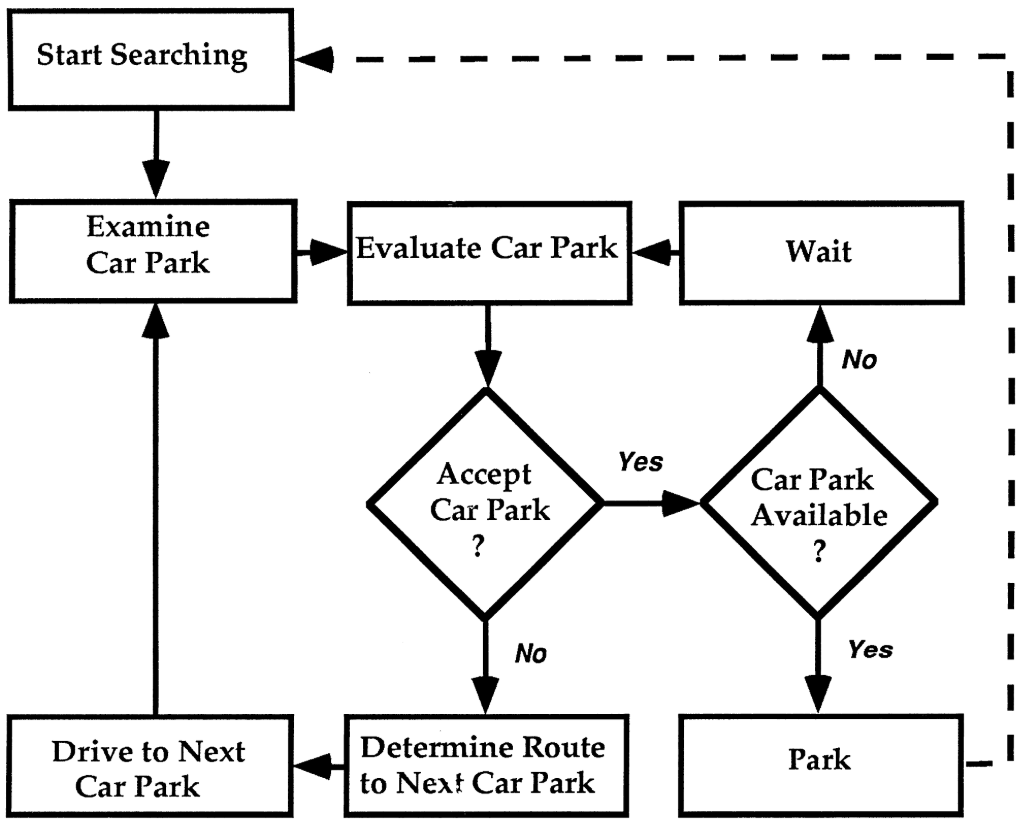 Start Searching
Examine
Car Park
Evaluate Car Park
Wait
No
Accept
Car Park
?
Yes
Car Park
Available
?
No
Yes
Drive to Next
Car Park
Determine Route
to Next Car Park
Park